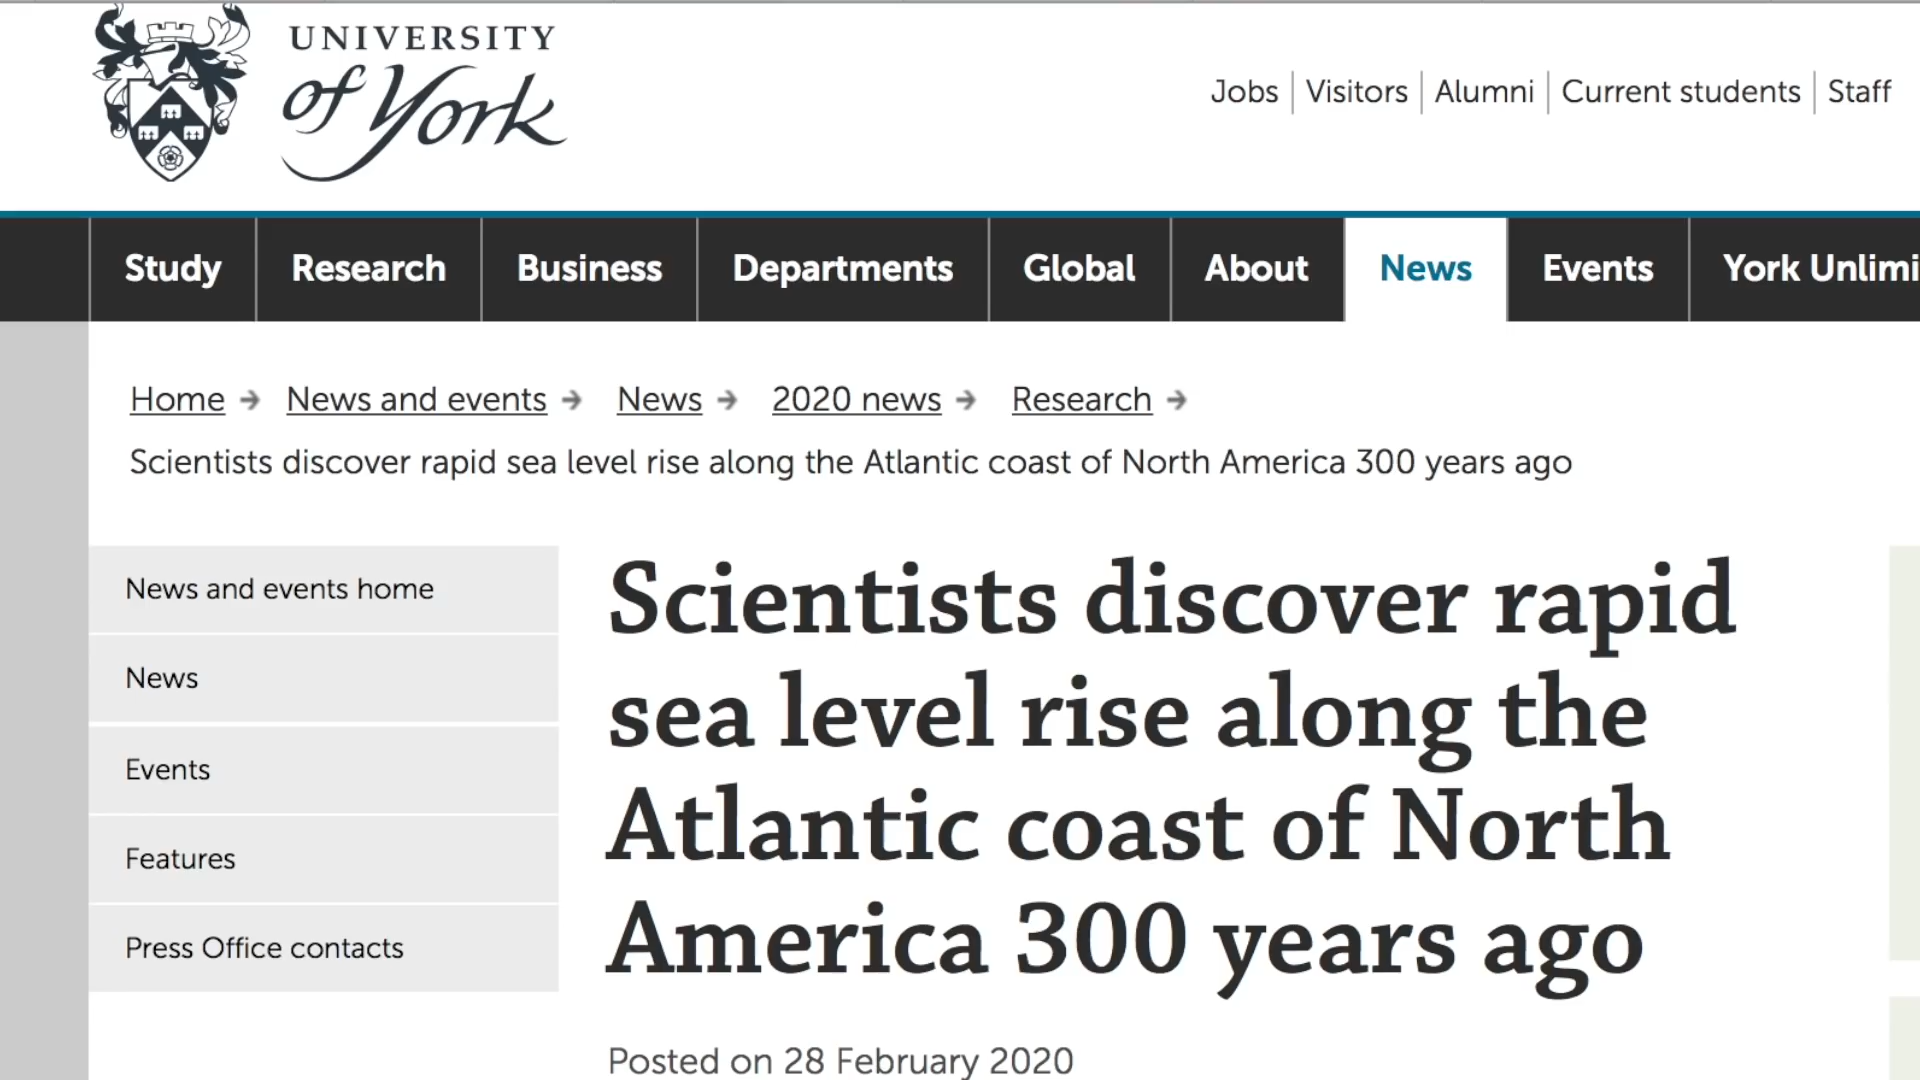 UNIVERSITY
of York
Jobs | Visitors | Alumni | Current students | Staff
Study Research Business Departments Global About News Events York Unlimi
Home → News and events → News → 2020 news → Research →
Scientists discover rapid sea level rise along the Atlantic coast of North America 300 years ago
News and events home
News
Events
Features
Press Office contacts
Scientists discover rapid
sea level rise along the
Atlantic coast of North
America 300 years ago
Posted on 28 February 2020